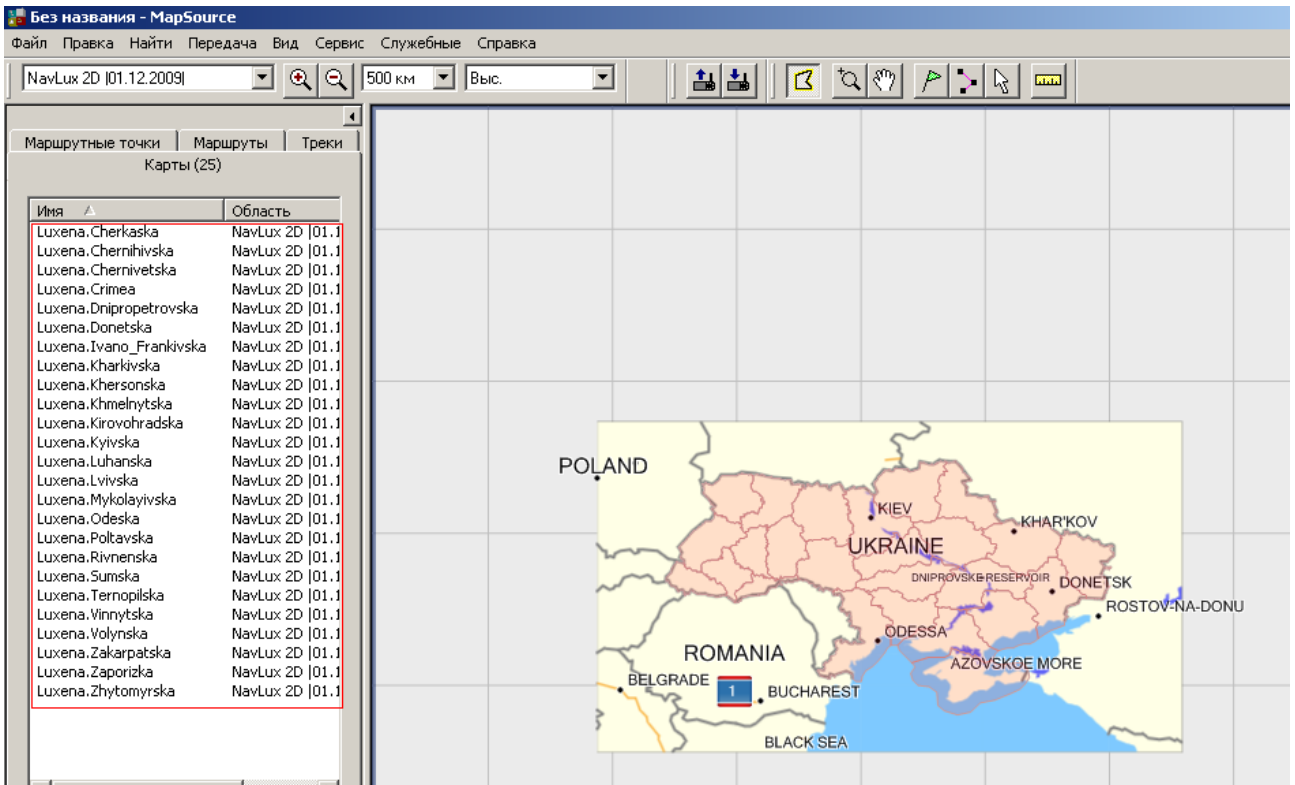 Без названия - MapSource
Файл Правка Найти Передача Вид Сервис Служебные Справка
NavLux 2D |01.12.2009| 500 км Выс.
Маршрутные точки Маршруты Треки
Карты (25)
Имя Область
Luxena.Cherkaska NavLux 2D |01.1
Luxena.Chernihivska NavLux 2D |01.1
Luxena.Chernivetska NavLux 2D |01.1
Luxena.Crimea NavLux 2D |01.1
Luxena.Dnipropetrovska NavLux 2D |01.1
Luxena.Donetska NavLux 2D |01.1
Luxena.Ivano_Frankivska NavLux 2D |01.1
Luxena.Kharkivska NavLux 2D |01.1
Luxena.Khersonska NavLux 2D |01.1
Luxena.Khmelnytska NavLux 2D |01.1
Luxena.Kirovohradska NavLux 2D |01.1
Luxena.Kyivska NavLux 2D |01.1
Luxena.Luhanska NavLux 2D |01.1
Luxena.Lvivska NavLux 2D |01.1
Luxena.Mykolayivska NavLux 2D |01.1
Luxena.Odeska NavLux 2D |01.1
Luxena.Poltavska NavLux 2D |01.1
Luxena.Rivnenska NavLux 2D |01.1
Luxena.Sumska NavLux 2D |01.1
Luxena.Ternopilska NavLux 2D |01.1
Luxena.Vinnytska NavLux 2D |01.1
Luxena.Volynska NavLux 2D |01.1
Luxena.Zakarpatska NavLux 2D |01.1
Luxena.Zaporizka NavLux 2D |01.1
Luxena.Zhytomyrska NavLux 2D |01.1
POLAND
KIEV
KHAR'KOV
UKRAINE
DNIPROVSKE RESERVOIR
DONETSK
ROSTOV-NA-DONU
ODESSA
ROMANIA
AZOVSKOE MORE
BELGRADE
1
BUCHAREST
BLACK SEA